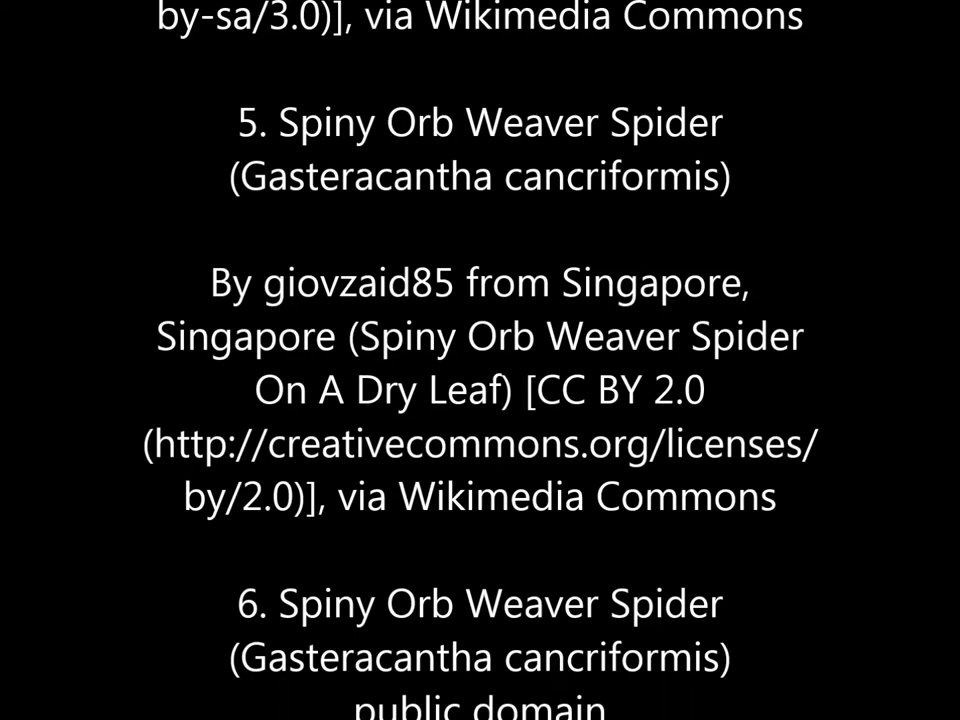 by-sa/3.0)], via Wikimedia Commons
5. Spiny Orb Weaver Spider
(Gasteracantha cancriformis)
By giovzaid85 from Singapore,
Singapore (Spiny Orb Weaver Spider
On A Dry Leaf) [CC BY 2.0
(http://creativecommons.org/licenses/
by/2.0)], via Wikimedia Commons
6. Spiny Orb Weaver Spider
(Gasteracantha cancriformis)
public domain